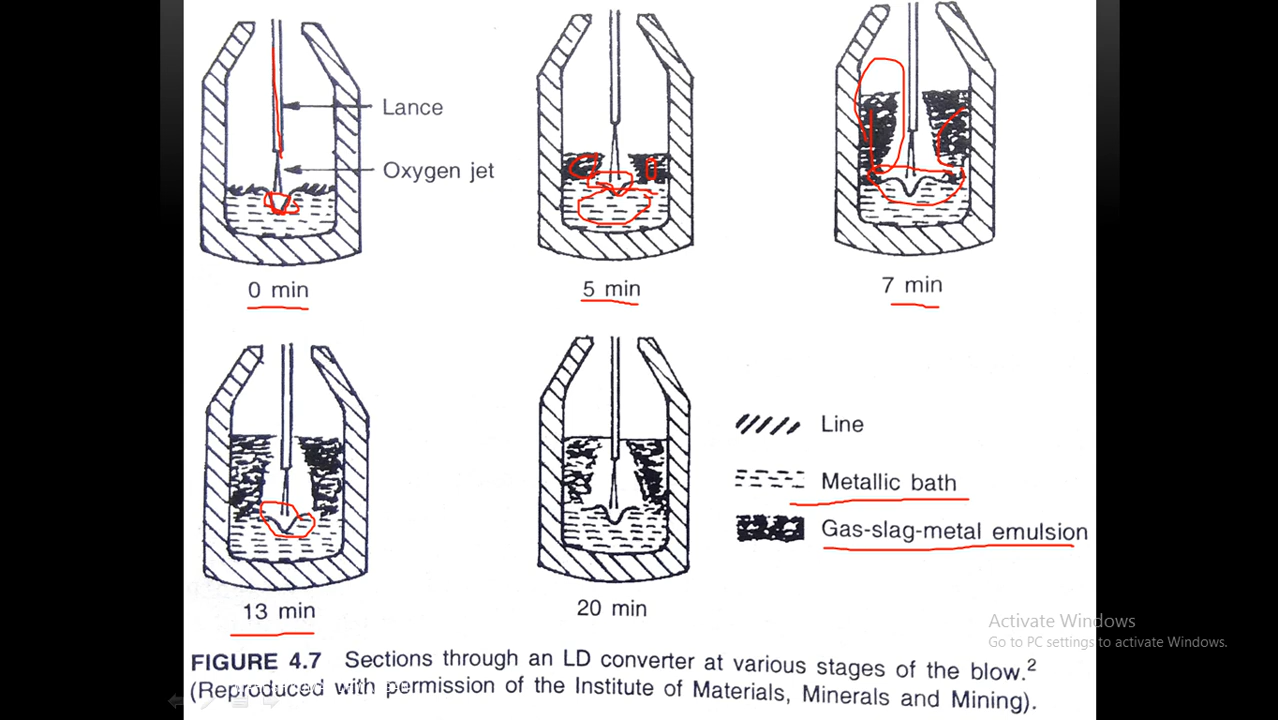 Lance
Oxygen jet
0 min
5 min
7 min
Line
Metallic bath
Gas-slag-metal emulsion
13 min
20 min
Activate Windows
Go to PC settings to activate Windows.
FIGURE 4.7 Sections through an LD converter at various stages of the blow.²
(Reproduced with permission of the Institute of Materials, Minerals and Mining).